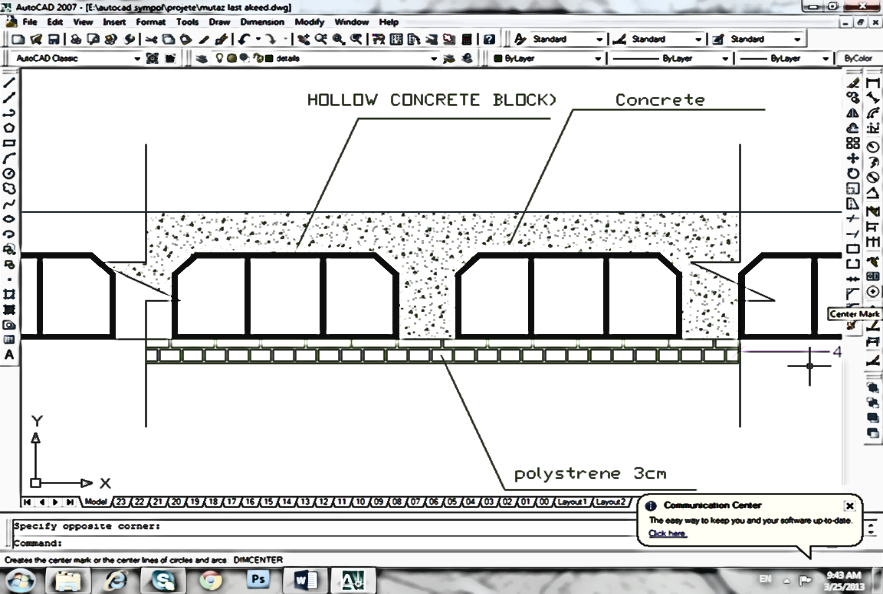 AutoCAD 2007 - [E:\autocad sympol\projete\mutaz last akeed.dwg]
File Edit View Insert Format Tools Draw Dimension Modify Window Help
Standard Standard Standard
AutoCAD Classic details ByLayer ByLayer ByLayer ByColor
HOLLOW CONCRETE BLOCK) Concrete
Center Mark
4
Y
polystrene 3cm
X
Model 23 22 21 20 19 18 17 16 15 14 13 12 11 10 09 08 07 06 05 04 03 02 01 00 Layout1 Layout2
Communication Center
The easy way to keep you and your software up-to-date.
Click here.
Specify opposite corner:
Command:
Creates the center mark or the center lines of circles and arcs DIMCENTER
Ps W EN 9:43 AM
3/25/2013